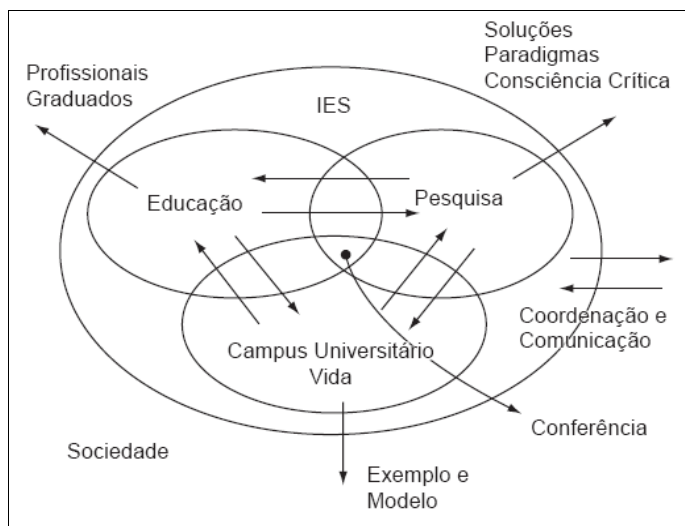 Soluções
Paradigmas
Consciência Crítica
Profissionais
Graduados
IES
Educação
Pesquisa
Campus Universitário
Vida
Coordenação e
Comunicação
Conferência
Sociedade
Exemplo e
Modelo